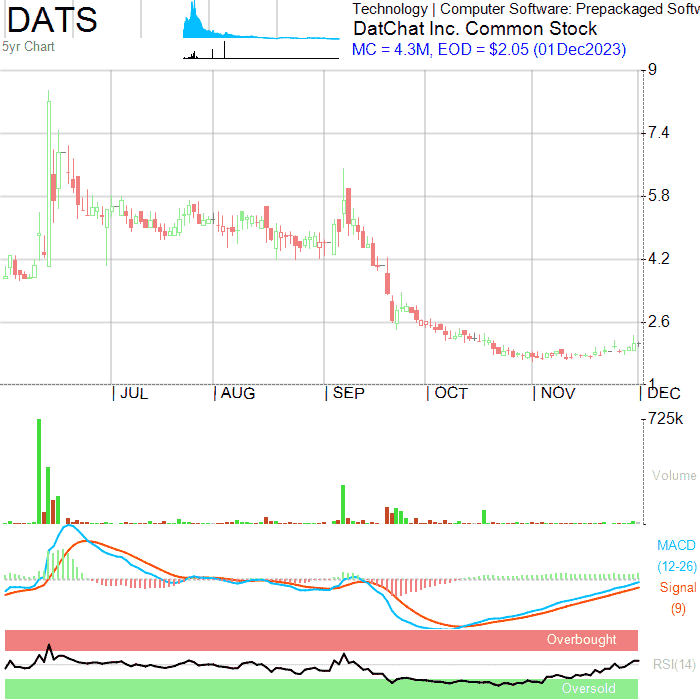 DATS
5yr Chart
Technology | Computer Software: Prepackaged Softw
DatChat Inc. Common Stock
MC = 4.3M, EOD = $2.05 (01Dec2023)
9
7.4
5.8
4.2
2.6
1
| JUL | AUG | SEP | OCT | NOV | DEC
725k
Volume
MACD
(12-26)
Signal
(9)
Overbought
RSI(14)
Oversold